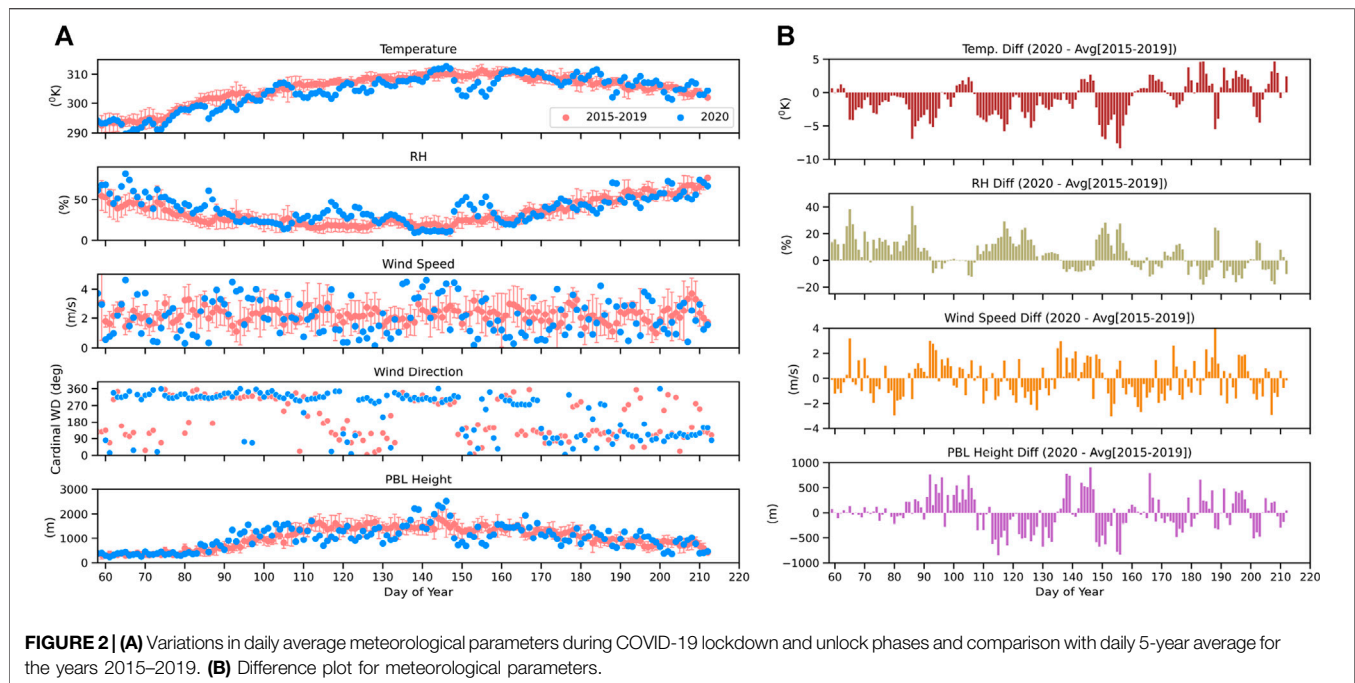 A
Temperature
310
300
290
(⁰K)
2015-2019
2020
RH
50
0
(%)
Wind Speed
4
2
0
(m/s)
Wind Direction
360
270
180
90
0
Cardinal WD (deg)
PBL Height
3000
2000
1000
0
(m)
60 70 80 90 100 110 120 130 140 150 160 170 180 190 200 210 220
Day of Year
B
Temp. Diff (2020 - Avg[2015-2019])
5
0
−5
−10
(⁰K)
RH Diff (2020 - Avg[2015-2019])
40
20
0
−20
(%)
Wind Speed Diff (2020 - Avg[2015-2019])
4
2
0
−2
−4
(m/s)
PBL Height Diff (2020 - Avg[2015-2019])
1000
500
0
−500
−1000
(m)
60 70 80 90 100 110 120 130 140 150 160 170 180 190 200 210 220
Day of Year
FIGURE 2 | (A) Variations in daily average meteorological parameters during COVID-19 lockdown and unlock phases and comparison with daily 5-year average for
the years 2015–2019. (B) Difference plot for meteorological parameters.